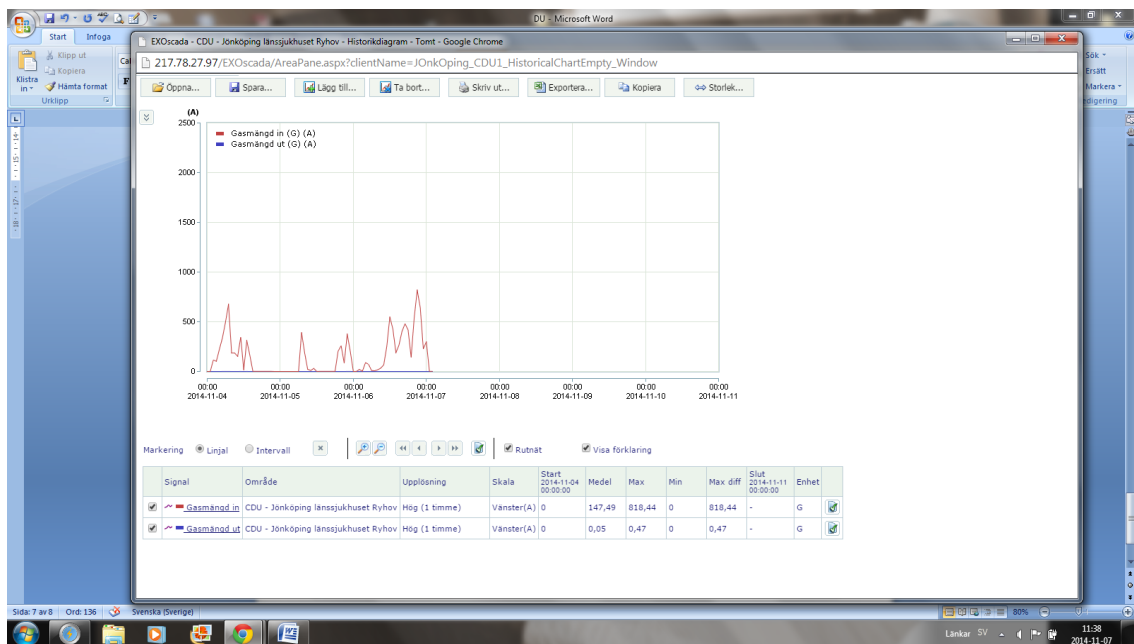 DU - Microsoft Word
Start Infoga
Klistra in
Klipp ut
Kopiera
Hämta format
Urklipp
Cal
F
Sök
Ersätt
Markera
edigering
EXOscada - CDU - Jönköping länssjukhuset Ryhov - Historikdiagram - Tomt - Google Chrome
217.78.27.97/EXOscada/AreaPane.aspx?clientName=JOnkOping_CDU1_HistoricalChartEmpty_Window
Öppna... Spara... Lägg till... Ta bort... Skriv ut... Exportera... Kopiera Storlek...
(A)
2500
Gasmängd in (G) (A)
Gasmängd ut (G) (A)
2000
1500
1000
500
0
00:00 00:00 00:00 00:00 00:00 00:00 00:00 00:00
2014-11-04 2014-11-05 2014-11-06 2014-11-07 2014-11-08 2014-11-09 2014-11-10 2014-11-11
Markering Linjal Intervall Rutnät Visa förklaring
Signal Område Upplösning Skala Start 2014-11-04 00:00:00 Medel Max Min Max diff Slut 2014-11-11 00:00:00 Enhet
Gasmängd in CDU - Jönköping länssjukhuset Ryhov Hög (1 timme) Vänster(A) 0 147,49 818,44 0 818,44 - G
Gasmängd ut CDU - Jönköping länssjukhuset Ryhov Hög (1 timme) Vänster(A) 0 0,05 0,47 0 0,47 - G
Sida: 7 av 8 Ord: 136 Svenska (Sverige) 80%
Länkar SV 11:38
2014-11-07